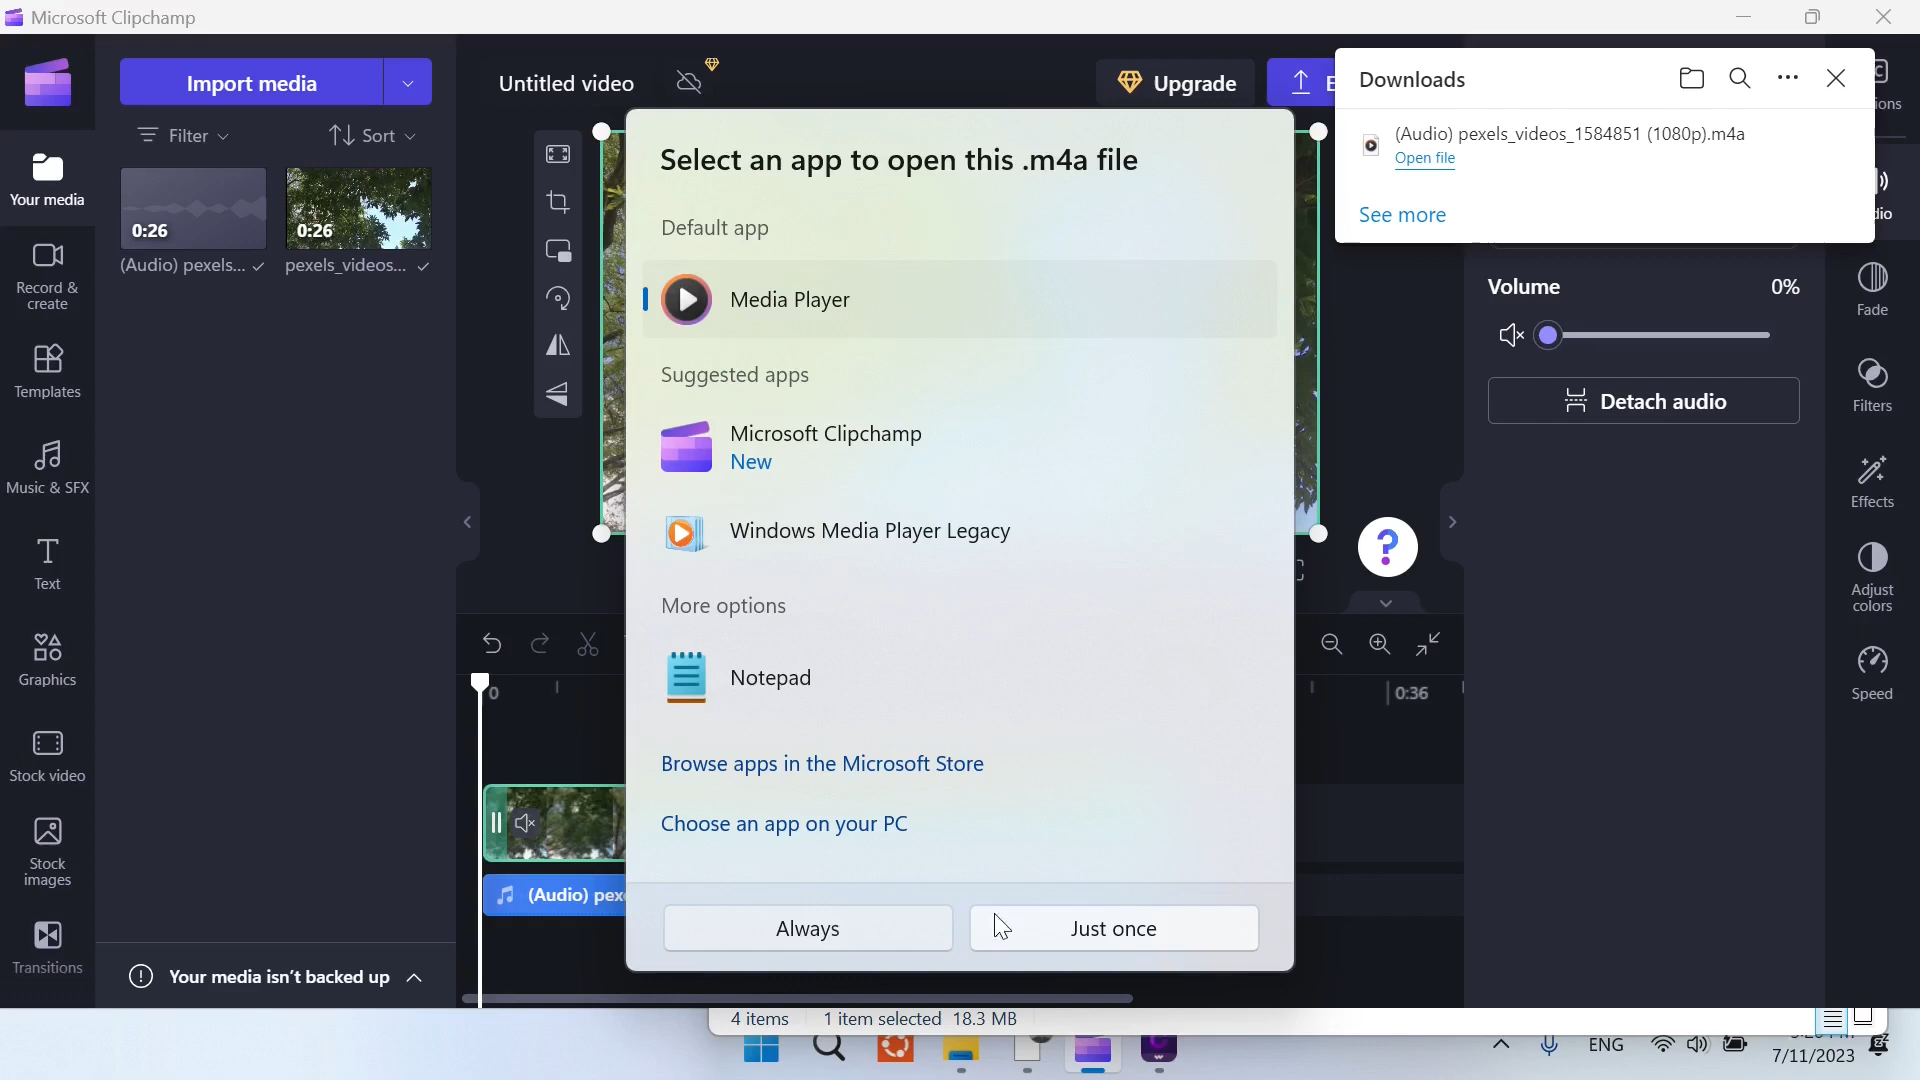 Microsoft Clipchamp
Import media
Filter
Sort
0:26
(Audio) pexels...
0:26
pexels_videos...
Your media
Record &
create
Templates
Music & SFX
Text
Graphics
Stock video
Stock
images
Transitions
Your media isn't backed up
Untitled video
Upgrade
Select an app to open this .m4a file
Default app
Media Player
Suggested apps
Microsoft Clipchamp
New
Windows Media Player Legacy
More options
Notepad
Browse apps in the Microsoft Store
Choose an app on your PC
Always
Just once
0
0:36
(Audio) pex
Downloads
(Audio) pexels_videos_1584851 (1080p).m4a
Open file
See more
Volume
0%
Detach audio
Fade
Filters
Effects
Adjust
colors
Speed
4 items
1 item selected 18.3 MB
ENG
7/11/2023